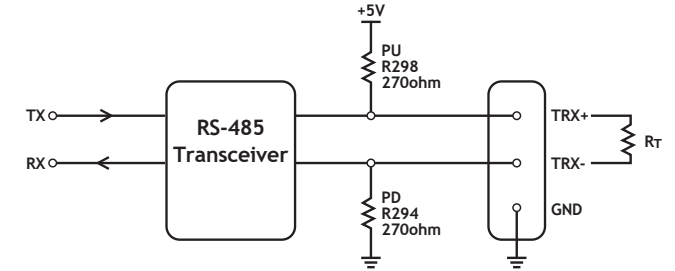 +5V
PU
R298
270ohm
TX
RS-485
Transceiver
TRX+
RT
RX
TRX-
PD
R294
270ohm
GND